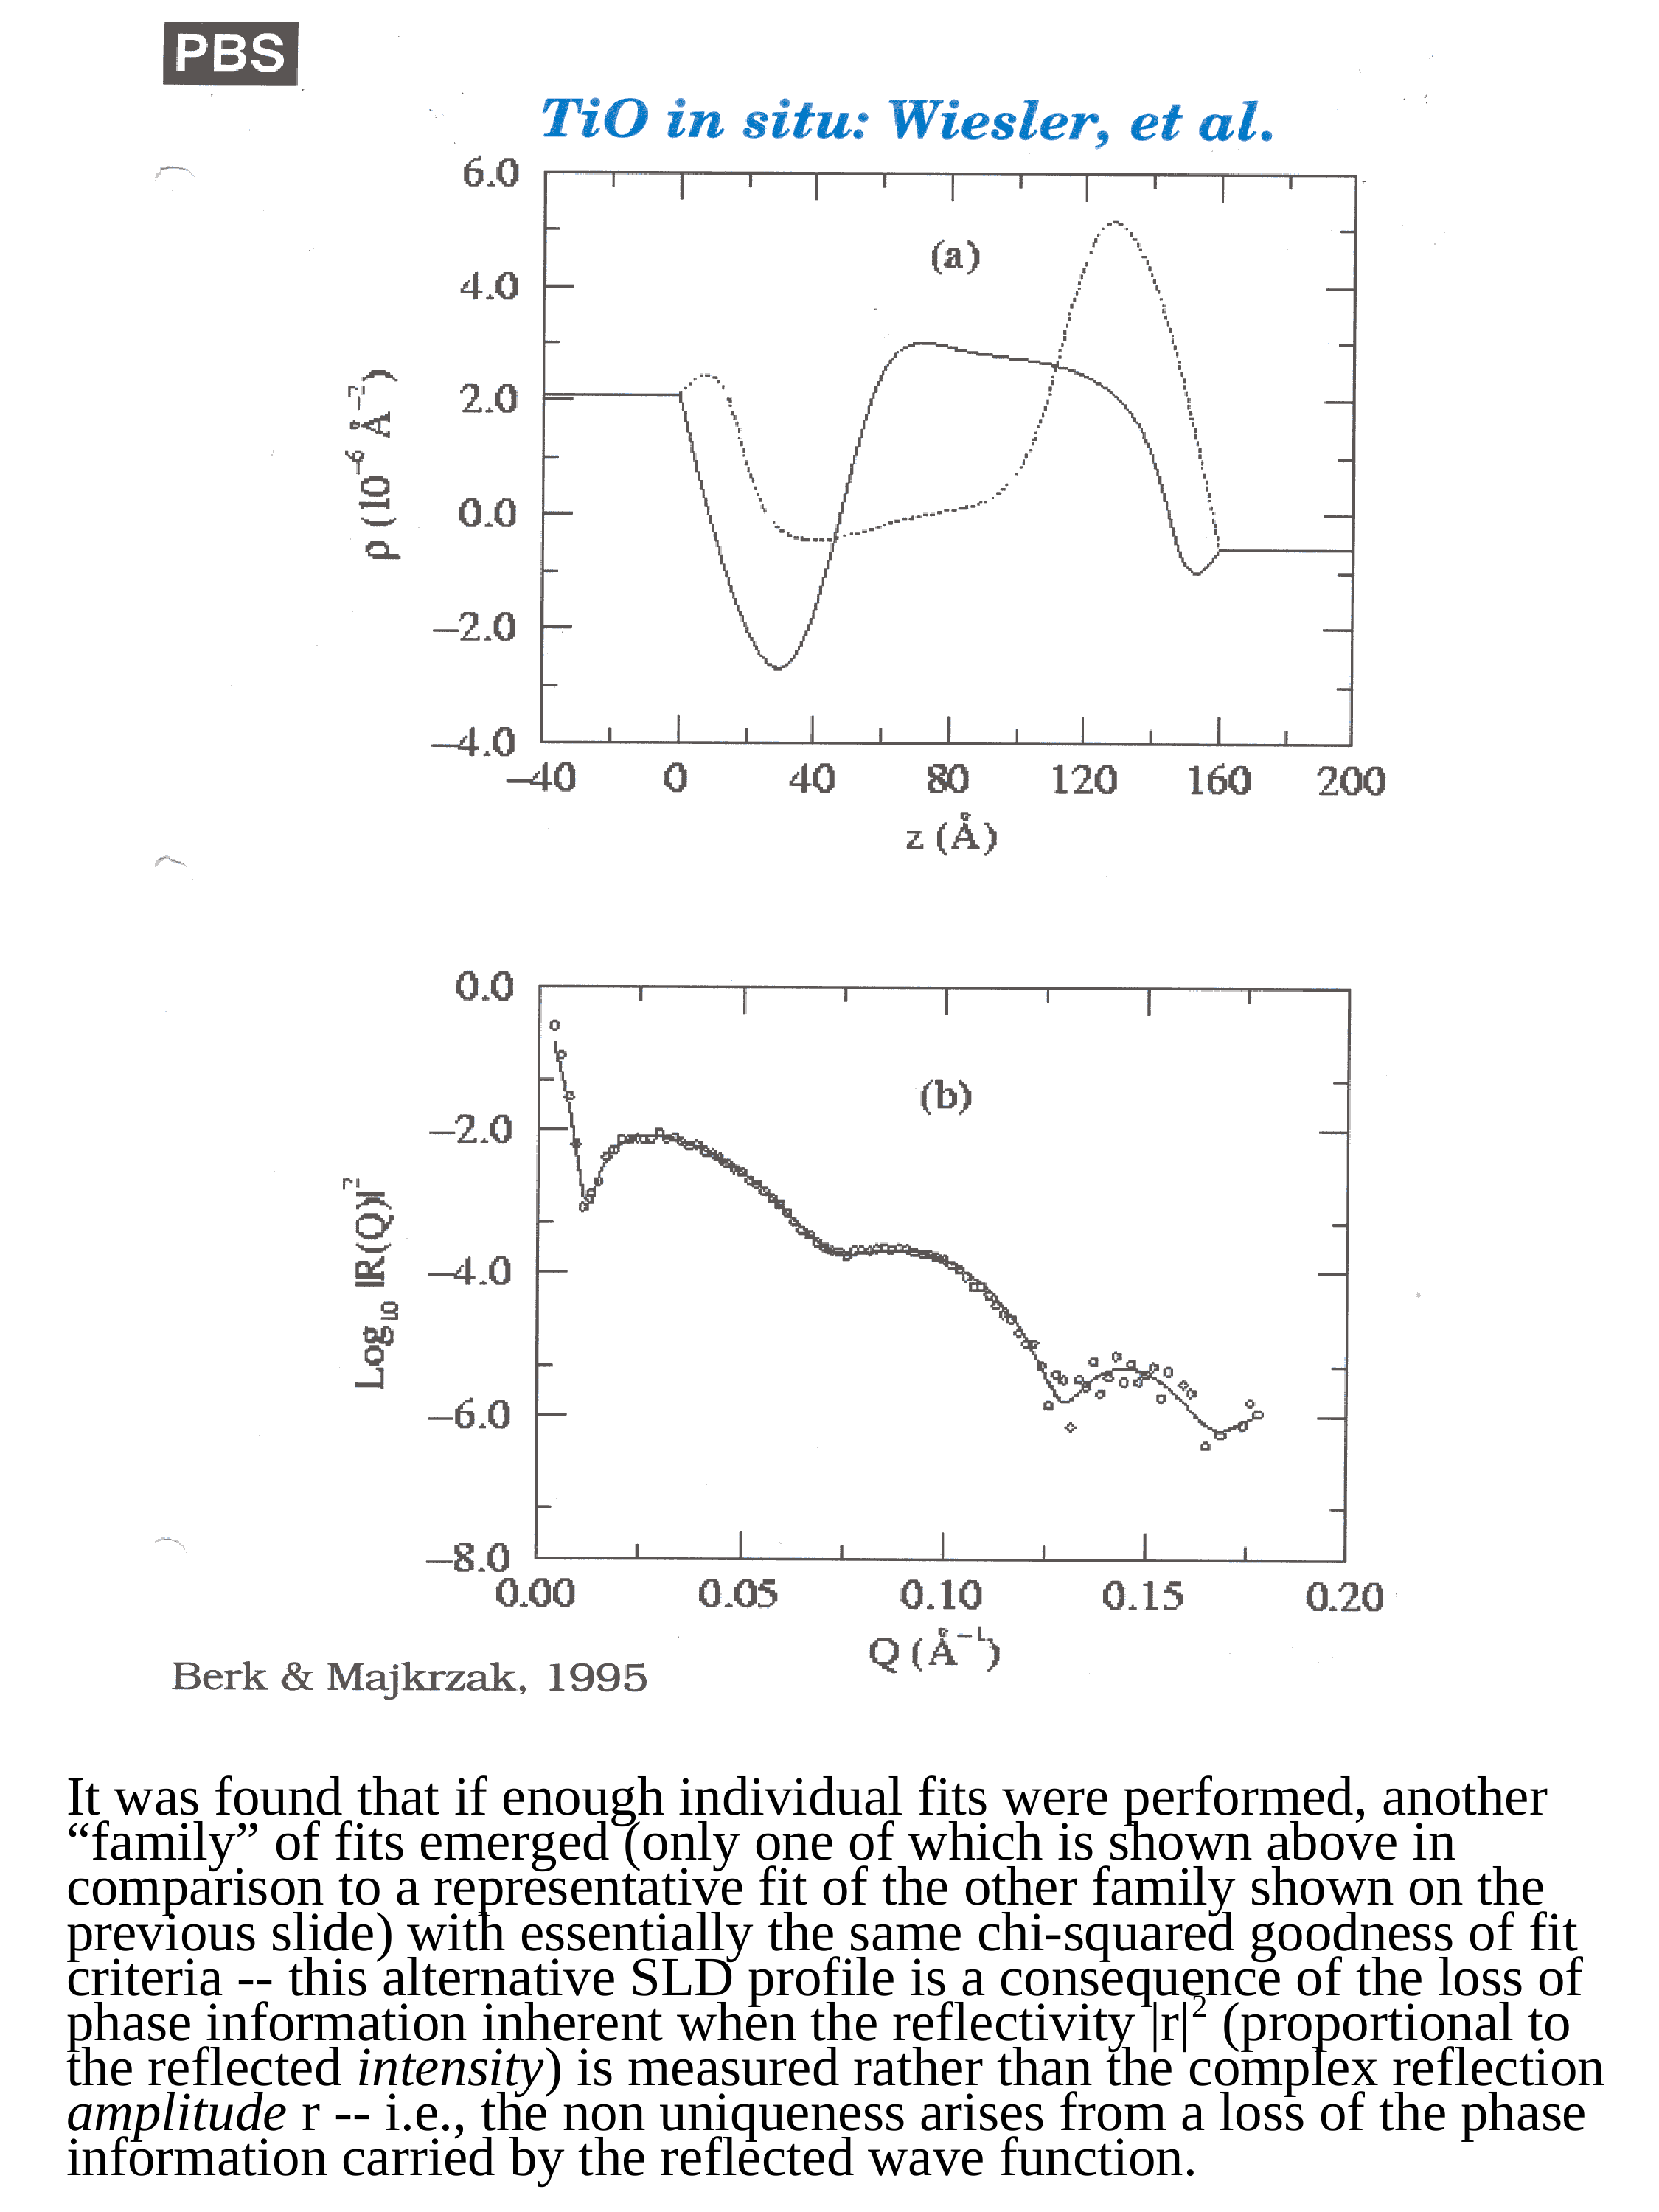 PBS
TiO in situ: Wiesler, et al.
6.0
4.0
2.0
0.0
−2.0
−4.0
(a)
ρ (10⁻⁶ Å⁻²)
−40 0 40 80 120 160 200
z (Å)
0.0
−2.0
−4.0
−6.0
−8.0
(b)
Log₁₀ |R(Q)|²
0.00 0.05 0.10 0.15 0.20
Q (Å⁻¹)
Berk & Majkrzak, 1995
It was found that if enough individual fits were performed, another
“family” of fits emerged (only one of which is shown above in
comparison to a representative fit of the other family shown on the
previous slide) with essentially the same chi-squared goodness of fit
criteria -- this alternative SLD profile is a consequence of the loss of
phase information inherent when the reflectivity |r|² (proportional to
the reflected intensity) is measured rather than the complex reflection
amplitude r -- i.e., the non uniqueness arises from a loss of the phase
information carried by the reflected wave function.